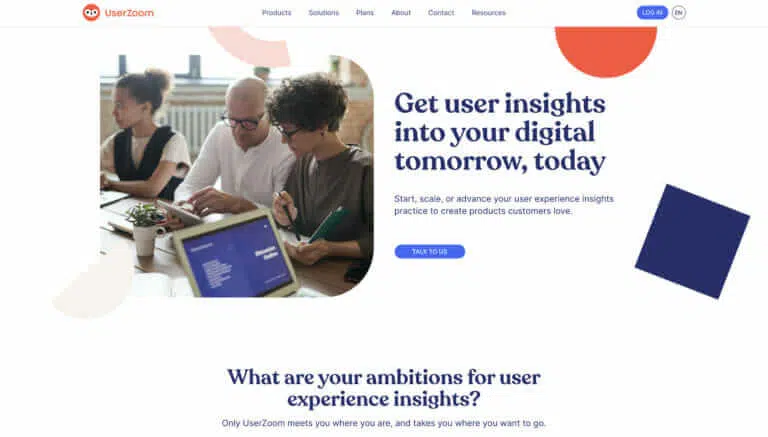 UserZoom
Products Solutions Plans About Contact Resources
LOG IN
EN
Get user insights
into your digital
tomorrow, today
Start, scale, or advance your user experience insights
practice to create products customers love.
TALK TO US
What are your ambitions for user
experience insights?
Only UserZoom meets you where you are, and takes you where you want to go.